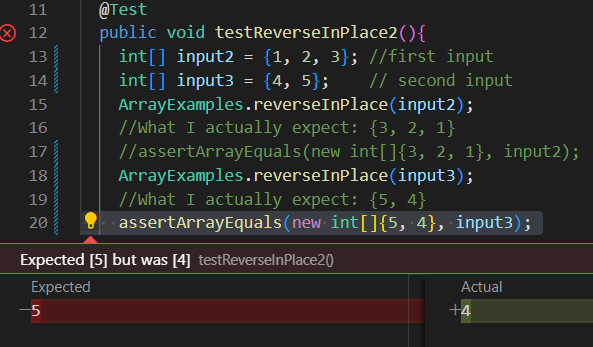 11 @Test
12 public void testReverseInPlace2(){
13 int[] input2 = {1, 2, 3}; //first input
14 int[] input3 = {4, 5};    // second input
15 ArrayExamples.reverseInPlace(input2);
16 //What I actually expect: {3, 2, 1}
17 //assertArrayEquals(new int[]{3, 2, 1}, input2);
18 ArrayExamples.reverseInPlace(input3);
19 //What I actually expect: {5, 4}
20 assertArrayEquals(new int[]{5, 4}, input3);
Expected [5] but was [4] testReverseInPlace2()
Expected Actual
−5 +4